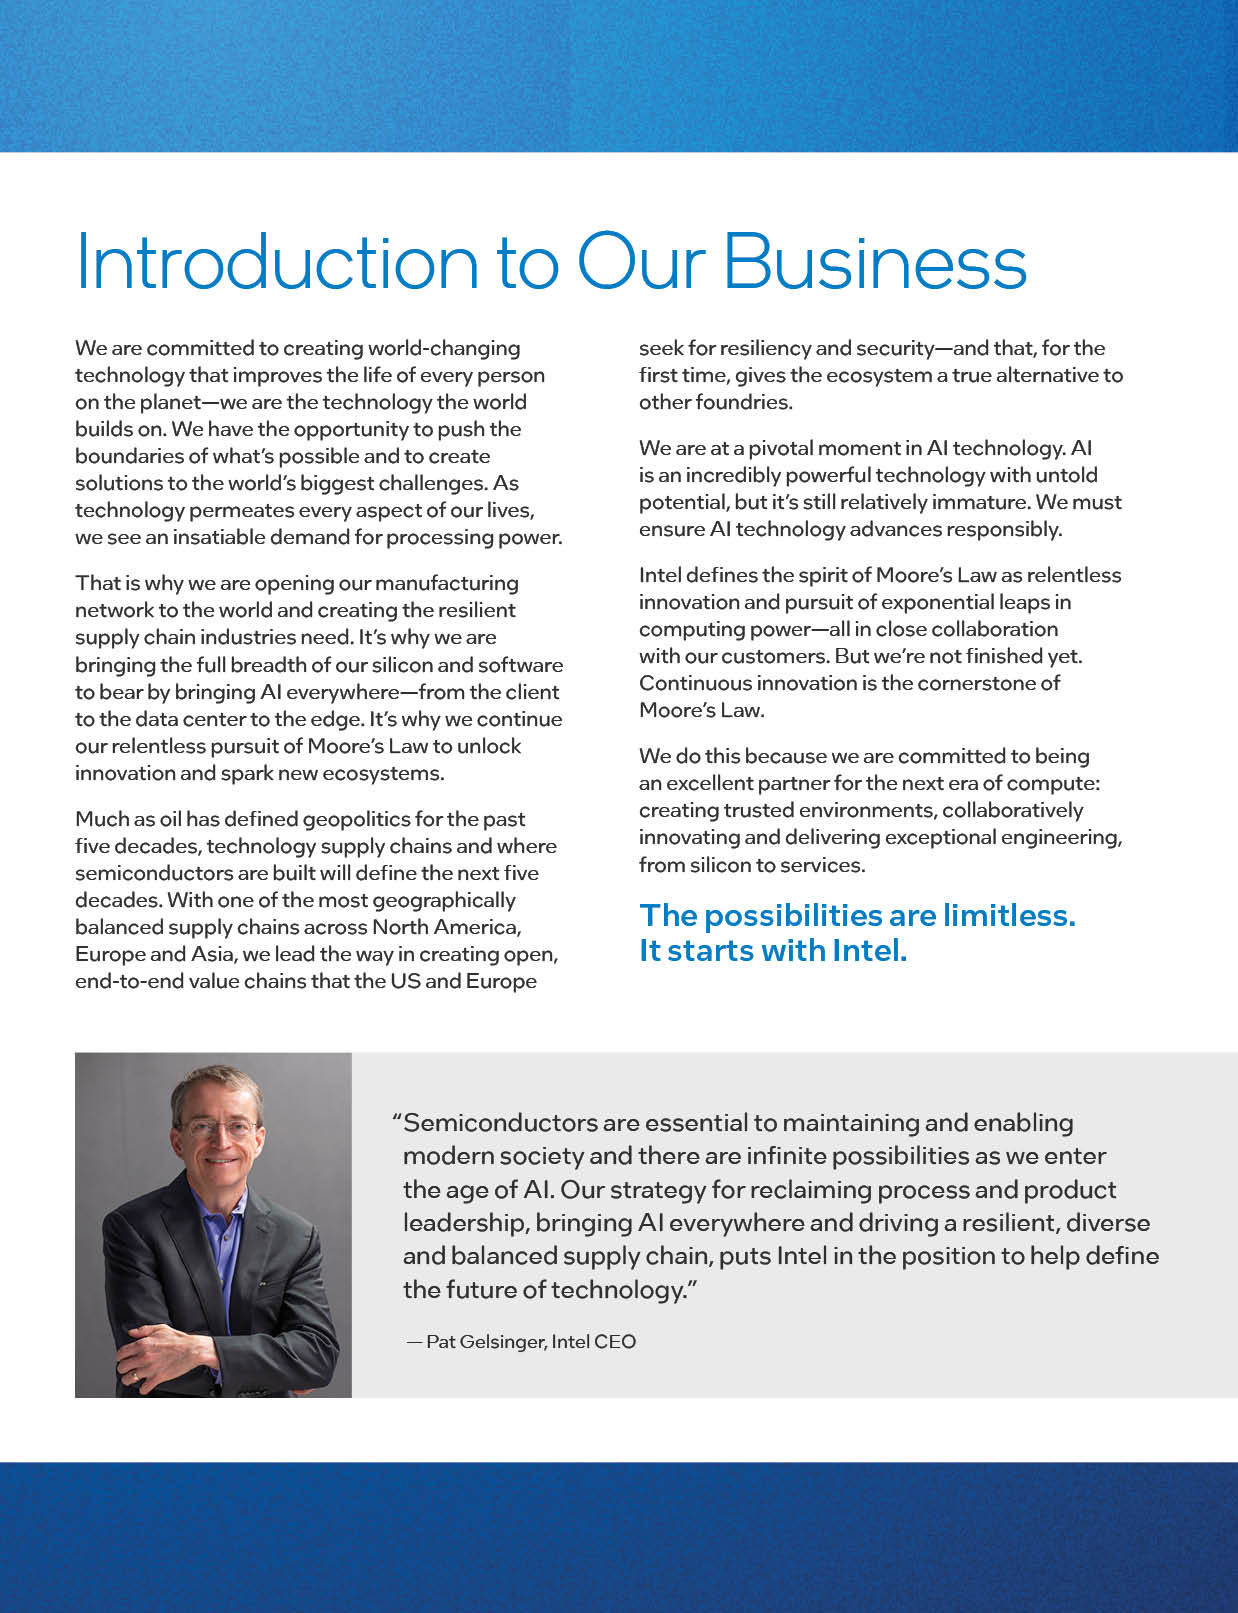 Introduction to Our Business
We are committed to creating world-changing
technology that improves the life of every person
on the planet—we are the technology the world
builds on. We have the opportunity to push the
boundaries of what’s possible and to create
solutions to the world’s biggest challenges. As
technology permeates every aspect of our lives,
we see an insatiable demand for processing power.
That is why we are opening our manufacturing
network to the world and creating the resilient
supply chain industries need. It’s why we are
bringing the full breadth of our silicon and software
to bear by bringing AI everywhere—from the client
to the data center to the edge. It’s why we continue
our relentless pursuit of Moore’s Law to unlock
innovation and spark new ecosystems.
Much as oil has defined geopolitics for the past
five decades, technology supply chains and where
semiconductors are built will define the next five
decades. With one of the most geographically
balanced supply chains across North America,
Europe and Asia, we lead the way in creating open,
end-to-end value chains that the US and Europe
seek for resiliency and security—and that, for the
first time, gives the ecosystem a true alternative to
other foundries.
We are at a pivotal moment in AI technology. AI
is an incredibly powerful technology with untold
potential, but it’s still relatively immature. We must
ensure AI technology advances responsibly.
Intel defines the spirit of Moore’s Law as relentless
innovation and pursuit of exponential leaps in
computing power—all in close collaboration
with our customers. But we’re not finished yet.
Continuous innovation is the cornerstone of
Moore’s Law.
We do this because we are committed to being
an excellent partner for the next era of compute:
creating trusted environments, collaboratively
innovating and delivering exceptional engineering,
from silicon to services.
The possibilities are limitless.
It starts with Intel.
“Semiconductors are essential to maintaining and enabling
modern society and there are infinite possibilities as we enter
the age of AI. Our strategy for reclaiming process and product
leadership, bringing AI everywhere and driving a resilient, diverse
and balanced supply chain, puts Intel in the position to help define
the future of technology.”
— Pat Gelsinger, Intel CEO